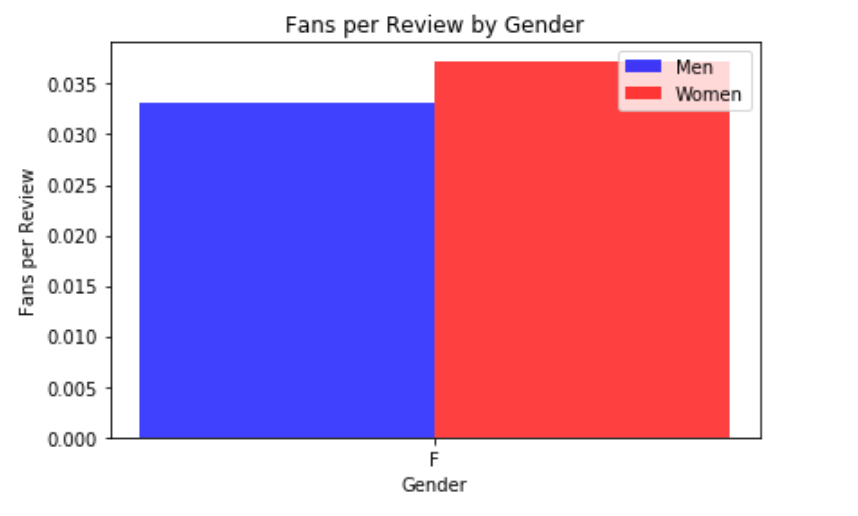 Fans per Review by Gender
Men
Women
Fans per Review
0.035
0.030
0.025
0.020
0.015
0.010
0.005
0.000
F
Gender